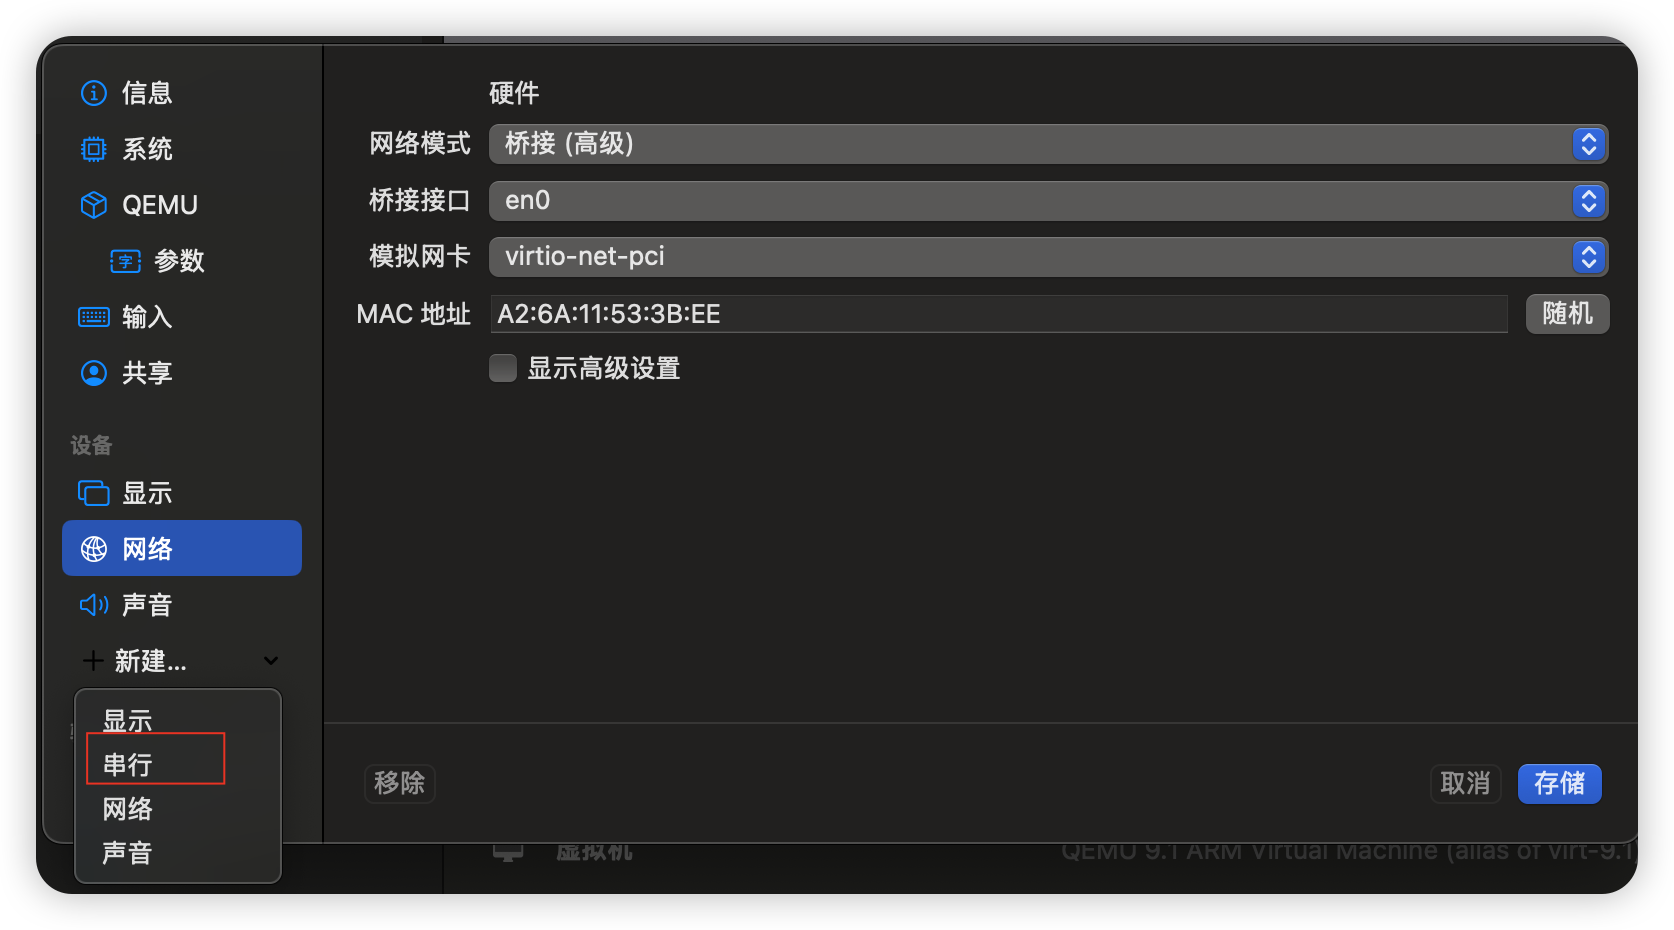 信息
系统
QEMU
字 参数
输入
共享
设备
显示
网络
声音
新建...
显示
串行
网络
声音
硬件
网络模式 桥接 (高级)
桥接接口 en0
模拟网卡 virtio-net-pci
MAC 地址 A2:6A:11:53:3B:EE 随机
显示高级设置
移除 取消 存储
虚拟机 QEMU 9.1 ARM Virtual Machine (alias of virt-9.1)